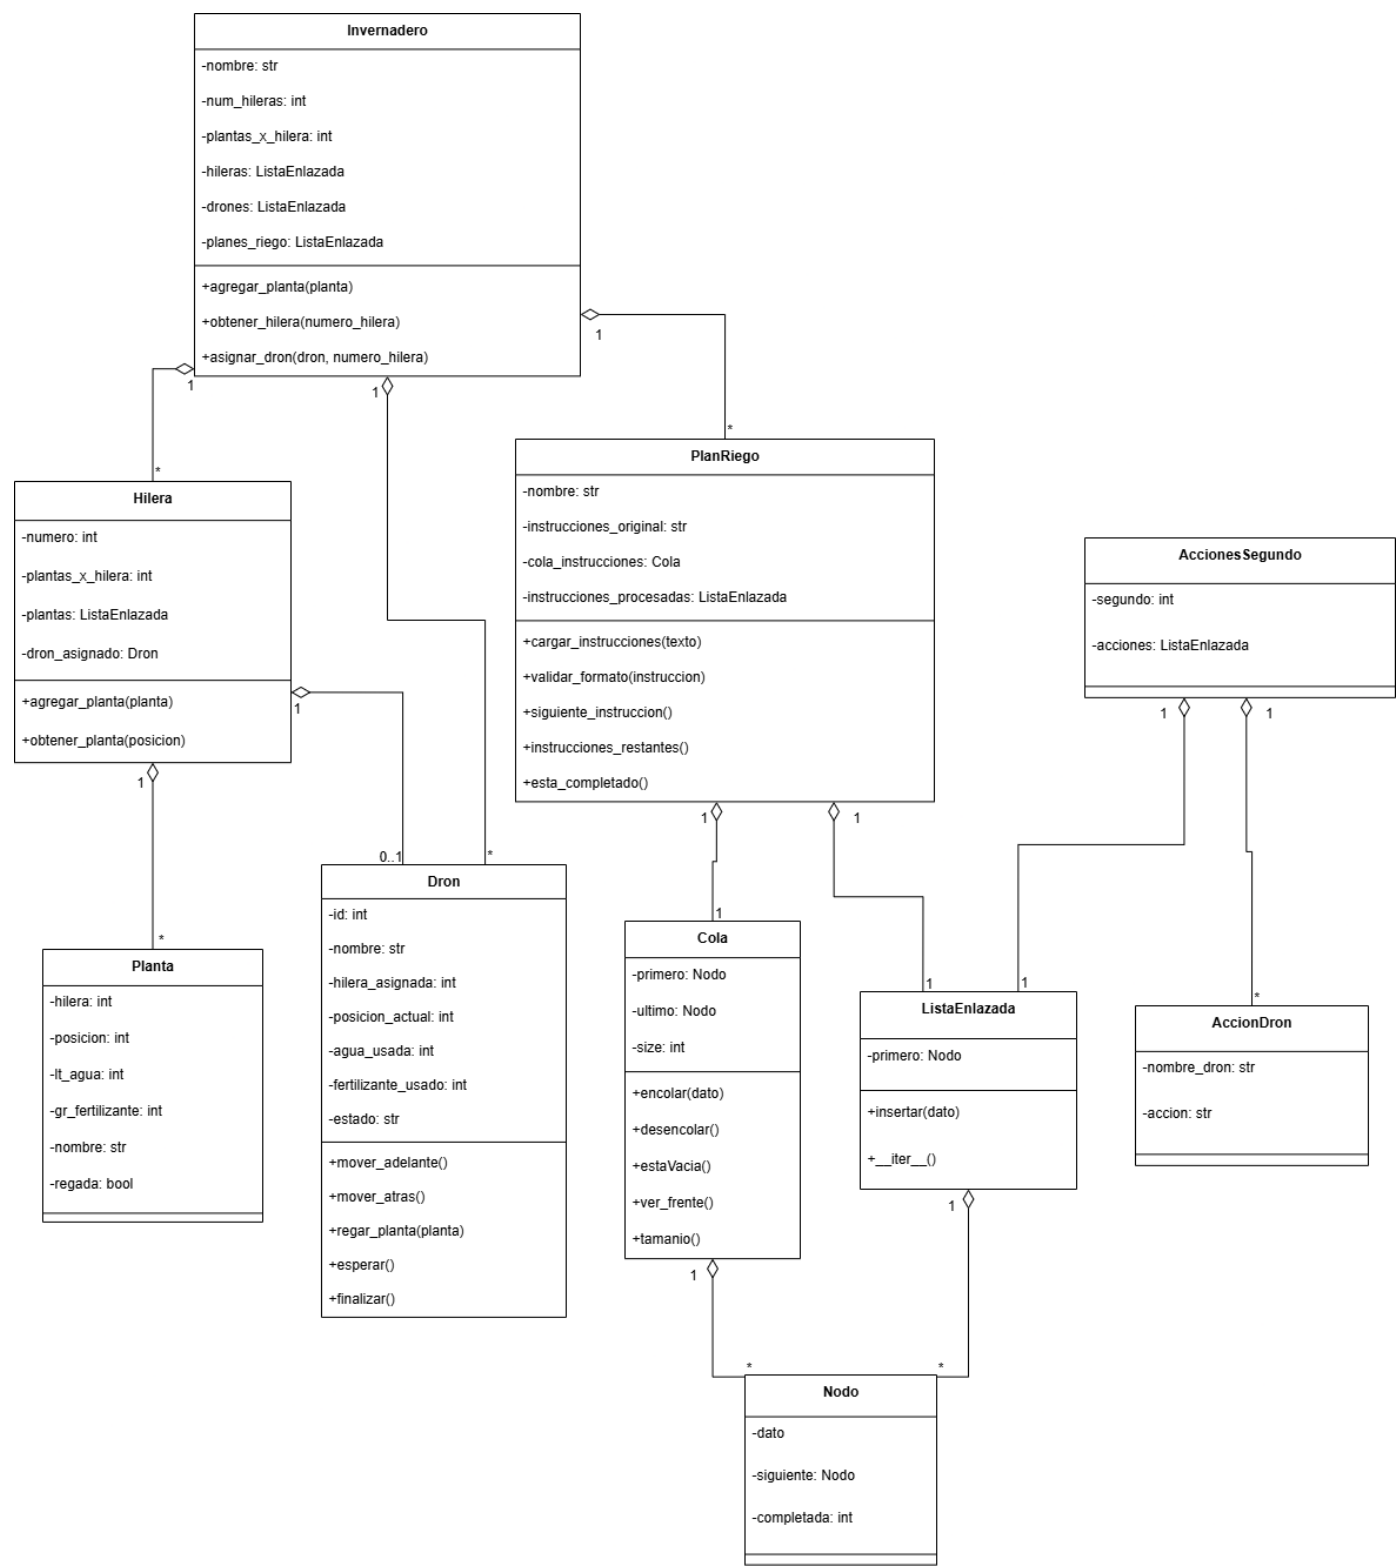 Invernadero
-nombre: str
-num_hileras: int
-plantas_x_hilera: int
-hileras: ListaEnlazada
-drones: ListaEnlazada
-planes_riego: ListaEnlazada
+agregar_planta(planta)
+obtener_hilera(numero_hilera)
+asignar_dron(dron, numero_hilera)
1
1
1
*
*
Hilera
-numero: int
-plantas_x_hilera: int
-plantas: ListaEnlazada
-dron_asignado: Dron
+agregar_planta(planta)
+obtener_planta(posicion)
1
1
PlanRiego
-nombre: str
-instrucciones_original: str
-cola_instrucciones: Cola
-instrucciones_procesadas: ListaEnlazada
+cargar_instrucciones(texto)
+validar_formato(instruccion)
+siguiente_instruccion()
+instrucciones_restantes()
+esta_completado()
1
1
AccionesSegundo
-segundo: int
-acciones: ListaEnlazada
1
1
0..1
*
Dron
-id: int
-nombre: str
-hilera_asignada: int
-posicion_actual: int
-agua_usada: int
-fertilizante_usado: int
-estado: str
+mover_adelante()
+mover_atras()
+regar_planta(planta)
+esperar()
+finalizar()
*
Planta
-hilera: int
-posicion: int
-lt_agua: int
-gr_fertilizante: int
-nombre: str
-regada: bool
1
Cola
-primero: Nodo
-ultimo: Nodo
-size: int
+encolar(dato)
+desencolar()
+estaVacia()
+ver_frente()
+tamanio()
1
1
1
ListaEnlazada
-primero: Nodo
+insertar(dato)
+__iter__()
1
*
AccionDron
-nombre_dron: str
-accion: str
*
*
Nodo
-dato
-siguiente: Nodo
-completada: int